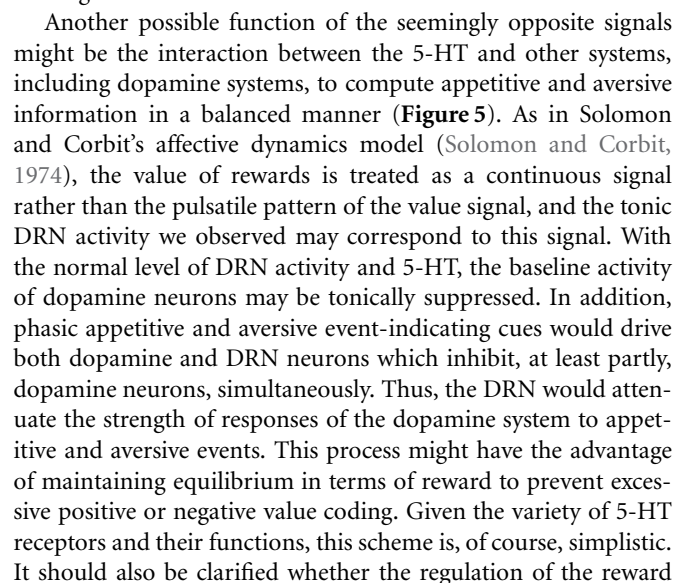 Another possible function of the seemingly opposite signals
might be the interaction between the 5-HT and other systems,
including dopamine systems, to compute appetitive and aversive
information in a balanced manner (Figure 5). As in Solomon
and Corbit's affective dynamics model (Solomon and Corbit,
1974), the value of rewards is treated as a continuous signal
rather than the pulsatile pattern of the value signal, and the tonic
DRN activity we observed may correspond to this signal. With
the normal level of DRN activity and 5-HT, the baseline activity
of dopamine neurons may be tonically suppressed. In addition,
phasic appetitive and aversive event-indicating cues would drive
both dopamine and DRN neurons which inhibit, at least partly,
dopamine neurons, simultaneously. Thus, the DRN would atten-
uate the strength of responses of the dopamine system to appet-
itive and aversive events. This process might have the advantage
of maintaining equilibrium in terms of reward to prevent exces-
sive positive or negative value coding. Given the variety of 5-HT
receptors and their functions, this scheme is, of course, simplistic.
It should also be clarified whether the regulation of the reward